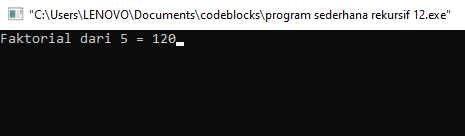 "C:\Users\LENOVO\Documents\codeblocks\program sederhana rekursif 12.exe"
Faktorial dari 5 = 120